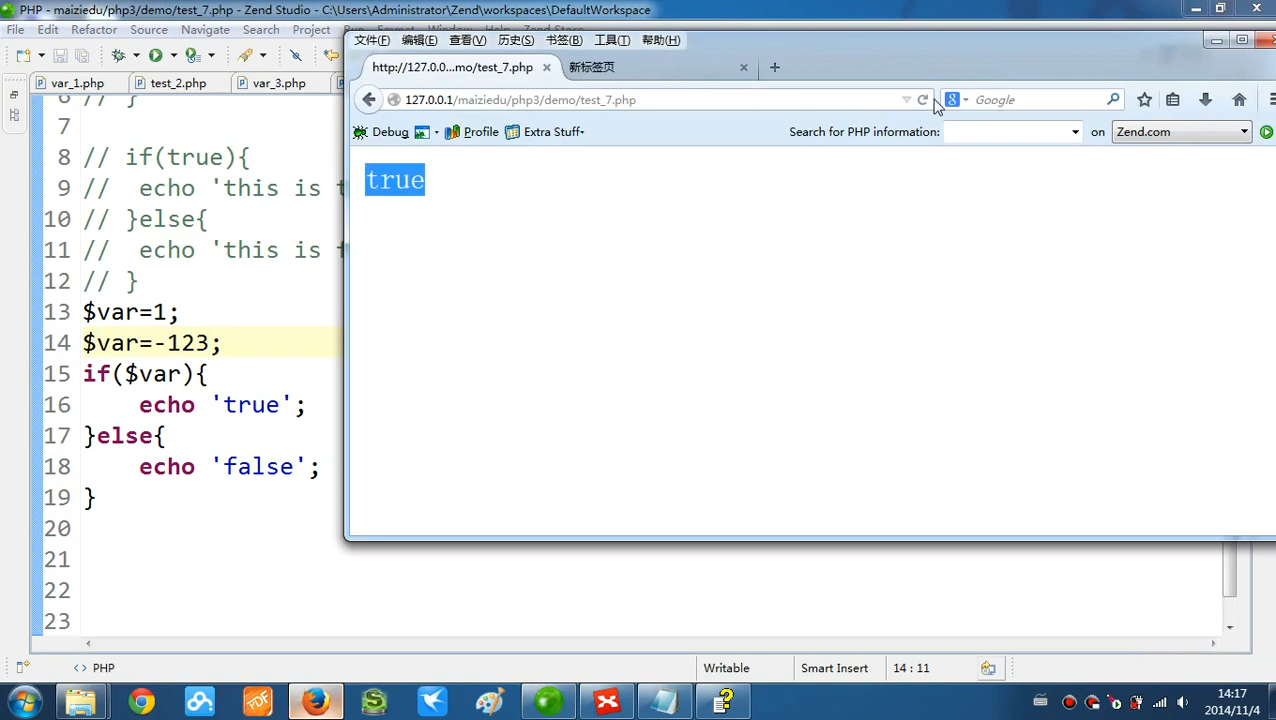 PHP - maiziedu/php3/demo/test_7.php - Zend Studio - C:\Users\Administrator\Zend\workspaces\DefaultWorkspace
File Edit Refactor Source Navigate Search Project
文件(F) 编辑(E) 查看(V) 历史(S) 书签(B) 工具(T) 帮助(H)
var_1.php test_2.php var_3.php
http://127.0.0...mo/test_7.php 新标签页
127.0.0.1/maiziedu/php3/demo/test_7.php Google
Debug Profile Extra Stuff Search for PHP information: on Zend.com
true
6 // }
7
8 // if(true){
9 // echo 'this is t
10 // }else{
11 // echo 'this is f
12 // }
13 $var=1;
14 $var=-123;
15 if($var){
16 echo 'true';
17 }else{
18 echo 'false';
19 }
20
21
22
23
<> PHP Writable Smart Insert 14 : 11
PDF
14:17
2014/11/4